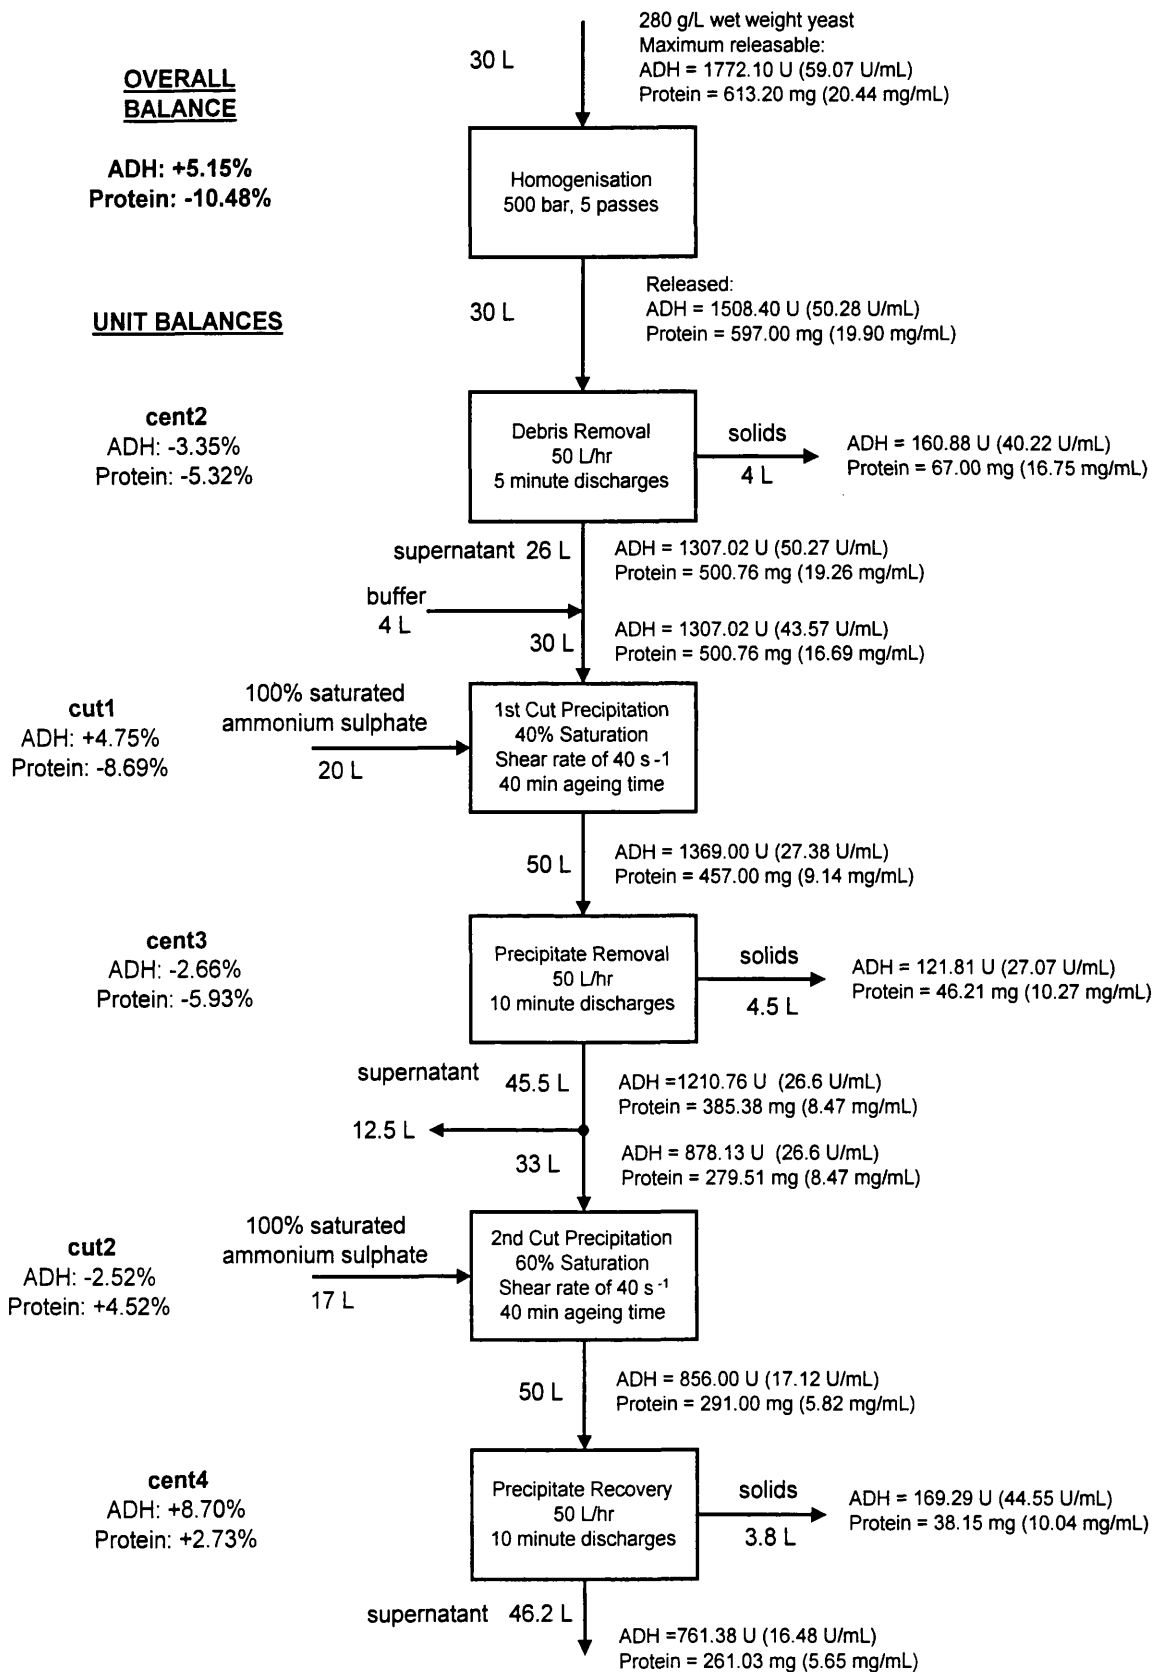 280 g/L wet weight yeast
Maximum releasable:
ADH = 1772.10 U (59.07 U/mL)
Protein = 613.20 mg (20.44 mg/mL)
30 L
OVERALL
BALANCE
ADH: +5.15%
Protein: -10.48%
Homogenisation
500 bar, 5 passes
Released:
ADH = 1508.40 U (50.28 U/mL)
Protein = 597.00 mg (19.90 mg/mL)
30 L
UNIT BALANCES
cent2
ADH: -3.35%
Protein: -5.32%
Debris Removal
50 L/hr
5 minute discharges
solids
4 L
ADH = 160.88 U (40.22 U/mL)
Protein = 67.00 mg (16.75 mg/mL)
supernatant 26 L
ADH = 1307.02 U (50.27 U/mL)
Protein = 500.76 mg (19.26 mg/mL)
buffer
4 L
30 L
ADH = 1307.02 U (43.57 U/mL)
Protein = 500.76 mg (16.69 mg/mL)
cut1
ADH: +4.75%
Protein: -8.69%
100% saturated
ammonium sulphate
20 L
1st Cut Precipitation
40% Saturation
Shear rate of 40 s -1
40 min ageing time
50 L
ADH = 1369.00 U (27.38 U/mL)
Protein = 457.00 mg (9.14 mg/mL)
cent3
ADH: -2.66%
Protein: -5.93%
Precipitate Removal
50 L/hr
10 minute discharges
solids
4.5 L
ADH = 121.81 U (27.07 U/mL)
Protein = 46.21 mg (10.27 mg/mL)
supernatant 45.5 L
ADH =1210.76 U (26.6 U/mL)
Protein = 385.38 mg (8.47 mg/mL)
12.5 L
33 L
ADH = 878.13 U (26.6 U/mL)
Protein = 279.51 mg (8.47 mg/mL)
cut2
ADH: -2.52%
Protein: +4.52%
100% saturated
ammonium sulphate
17 L
2nd Cut Precipitation
60% Saturation
Shear rate of 40 s -1
40 min ageing time
50 L
ADH = 856.00 U (17.12 U/mL)
Protein = 291.00 mg (5.82 mg/mL)
cent4
ADH: +8.70%
Protein: +2.73%
Precipitate Recovery
50 L/hr
10 minute discharges
solids
3.8 L
ADH = 169.29 U (44.55 U/mL)
Protein = 38.15 mg (10.04 mg/mL)
supernatant 46.2 L
ADH =761.38 U (16.48 U/mL)
Protein = 261.03 mg (5.65 mg/mL)